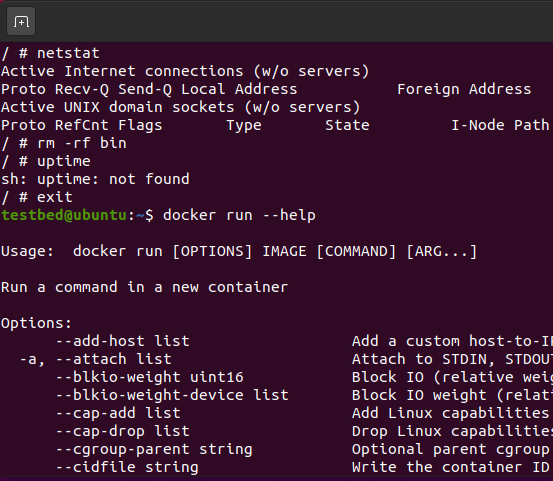 / # netstat
Active Internet connections (w/o servers)
Proto Recv-Q Send-Q Local Address           Foreign Address
Active UNIX domain sockets (w/o servers)
Proto RefCnt Flags       Type       State         I-Node Path
/ # rm -rf bin
/ # uptime
sh: uptime: not found
/ # exit
testbed@ubuntu:~$ docker run --help
Usage:  docker run [OPTIONS] IMAGE [COMMAND] [ARG...]
Run a command in a new container
Options:
      --add-host list                  Add a custom host-to-IP
  -a, --attach list                    Attach to STDIN, STDOUT
      --blkio-weight uint16            Block IO (relative weig
      --blkio-weight-device list       Block IO weight (relat
      --cap-add list                   Add Linux capabilities
      --cap-drop list                  Drop Linux capabilities
      --cgroup-parent string           Optional parent cgroup
      --cidfile string                 Write the container ID